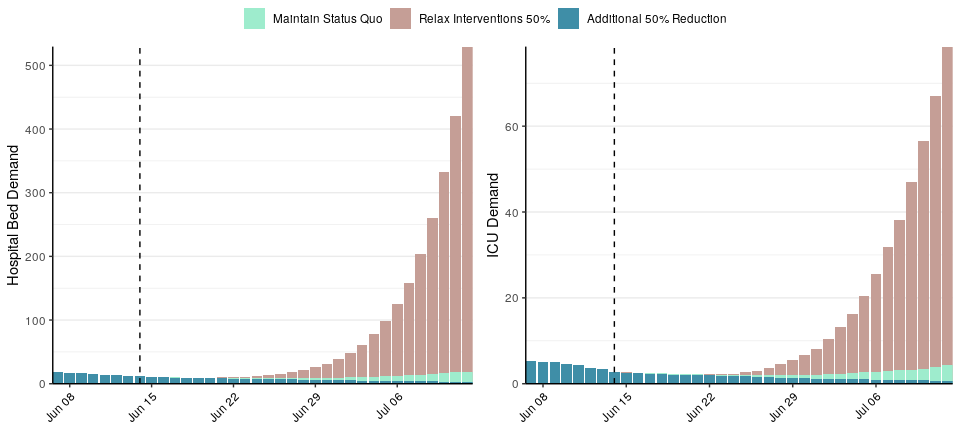 Maintain Status Quo Relax Interventions 50% Additional 50% Reduction
Hospital Bed Demand
500
400
300
200
100
0
Jun 08 Jun 15 Jun 22 Jun 29 Jul 06
ICU Demand
60
40
20
0
Jun 08 Jun 15 Jun 22 Jun 29 Jul 06